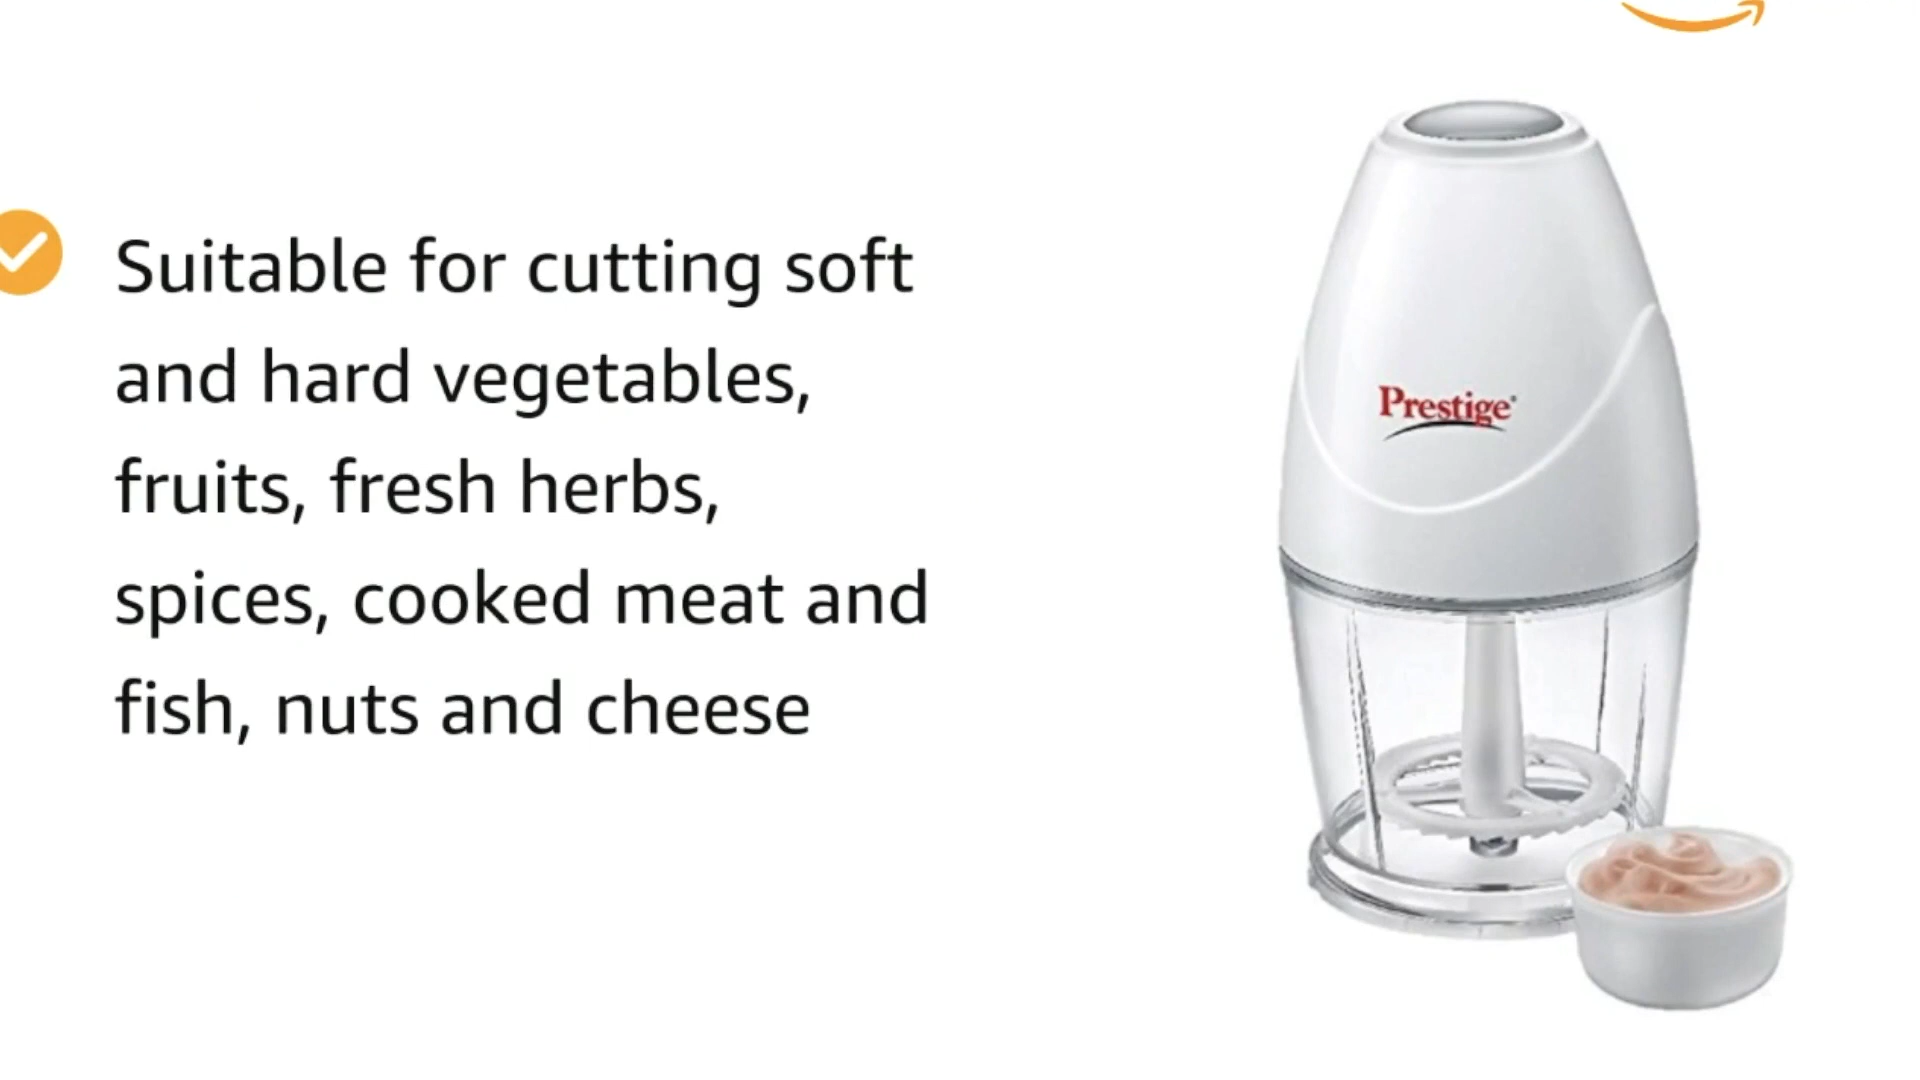 Suitable for cutting soft
and hard vegetables,
fruits, fresh herbs,
spices, cooked meat and
fish, nuts and cheese
Prestige